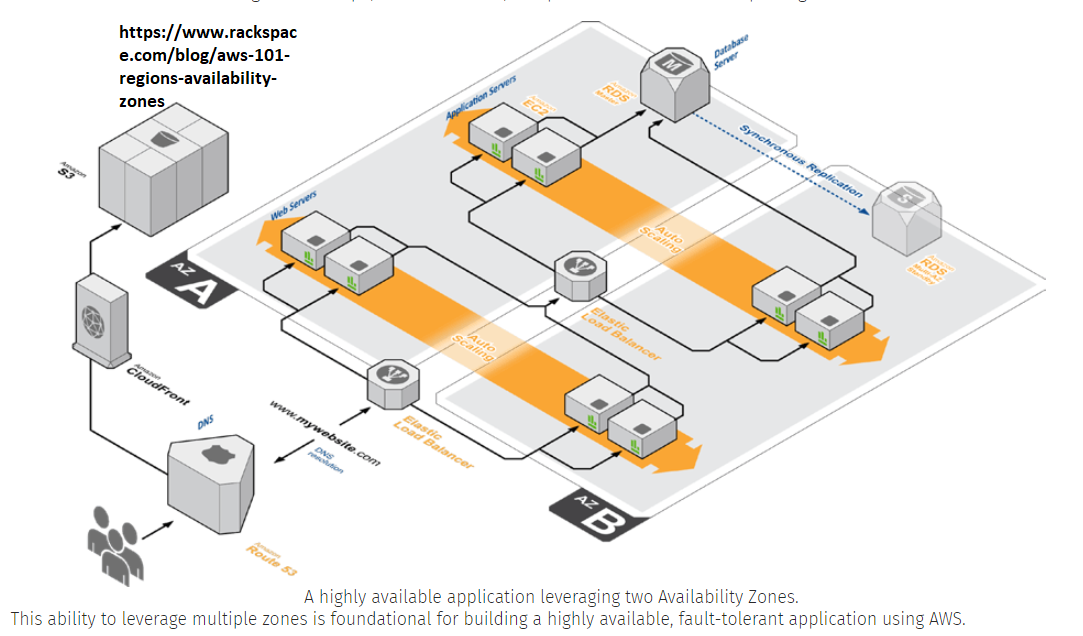 https://www.rackspac
e.com/blog/aws-101-
regions-availability-
zones
Database
Server
Application Servers
Amazon
EC2
Amazon
RDS
Master
M
Synchronous Replication
S
Amazon
RDS
Multi-AZ
Standby
Amazon
S3
Web Servers
Auto
Scaling
AZ
A
Elastic
Load Balancer
Auto
Scaling
Amazon
CloudFront
www.mywebsite.com
DNS
resolution
Elastic
Load Balancer
DNS
AZ
B
Amazon
Route 53
A highly available application leveraging two Availability Zones.
This ability to leverage multiple zones is foundational for building a highly available, fault-tolerant application using AWS.